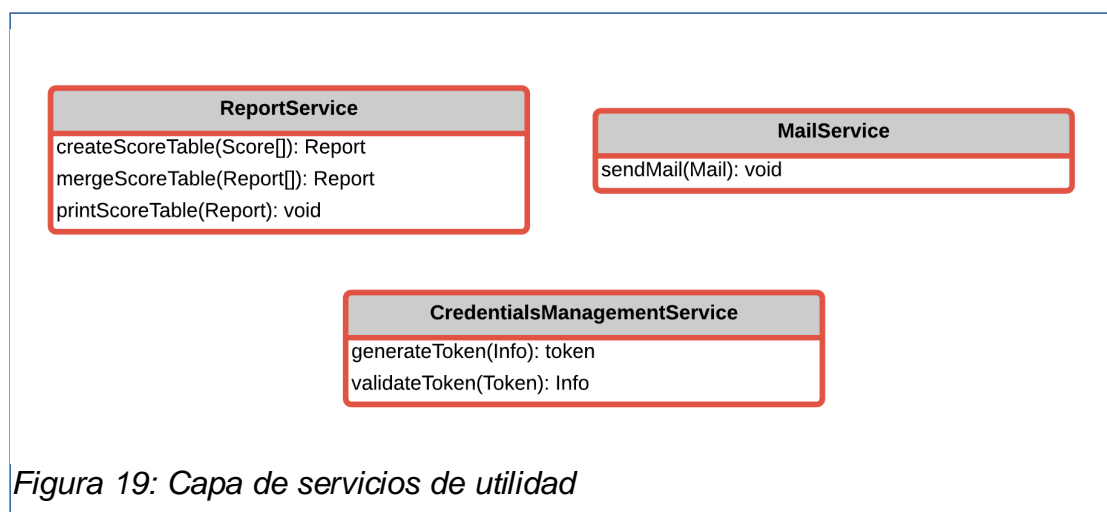 ReportService
createScoreTable(Score[]): Report
mergeScoreTable(Report[]): Report
printScoreTable(Report): void
MailService
sendMail(Mail): void
CredentialsManagementService
generateToken(Info): token
validateToken(Token): Info
Figura 19: Capa de servicios de utilidad